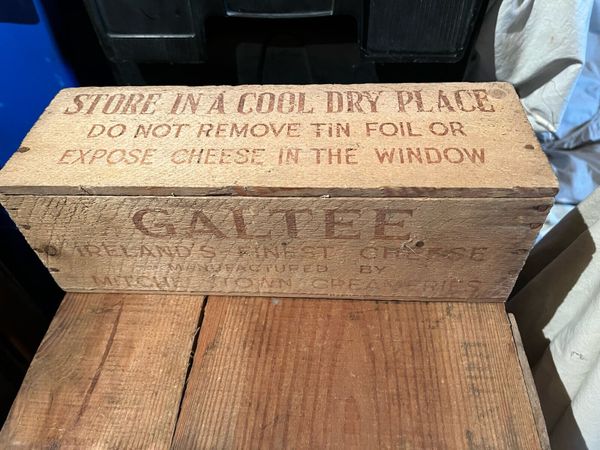 STORE IN A COOL DRY PLACE
DO NOT REMOVE TIN FOIL OR
EXPOSE CHEESE IN THE WINDOW
GALTEE
IRELAND'S FINEST CHEESE
MANUFACTURED BY
MITCHELSTOWN CREAMERIES